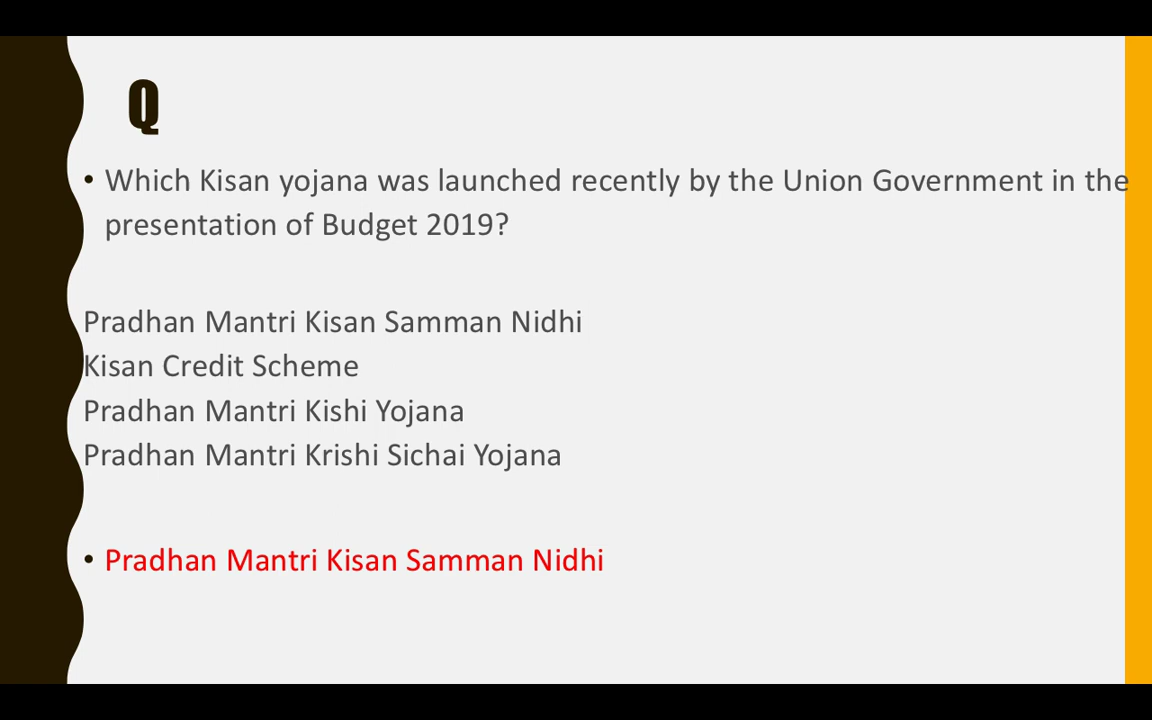 Q
• Which Kisan yojana was launched recently by the Union Government in the
presentation of Budget 2019?
Pradhan Mantri Kisan Samman Nidhi
Kisan Credit Scheme
Pradhan Mantri Kishi Yojana
Pradhan Mantri Krishi Sichai Yojana
• Pradhan Mantri Kisan Samman Nidhi